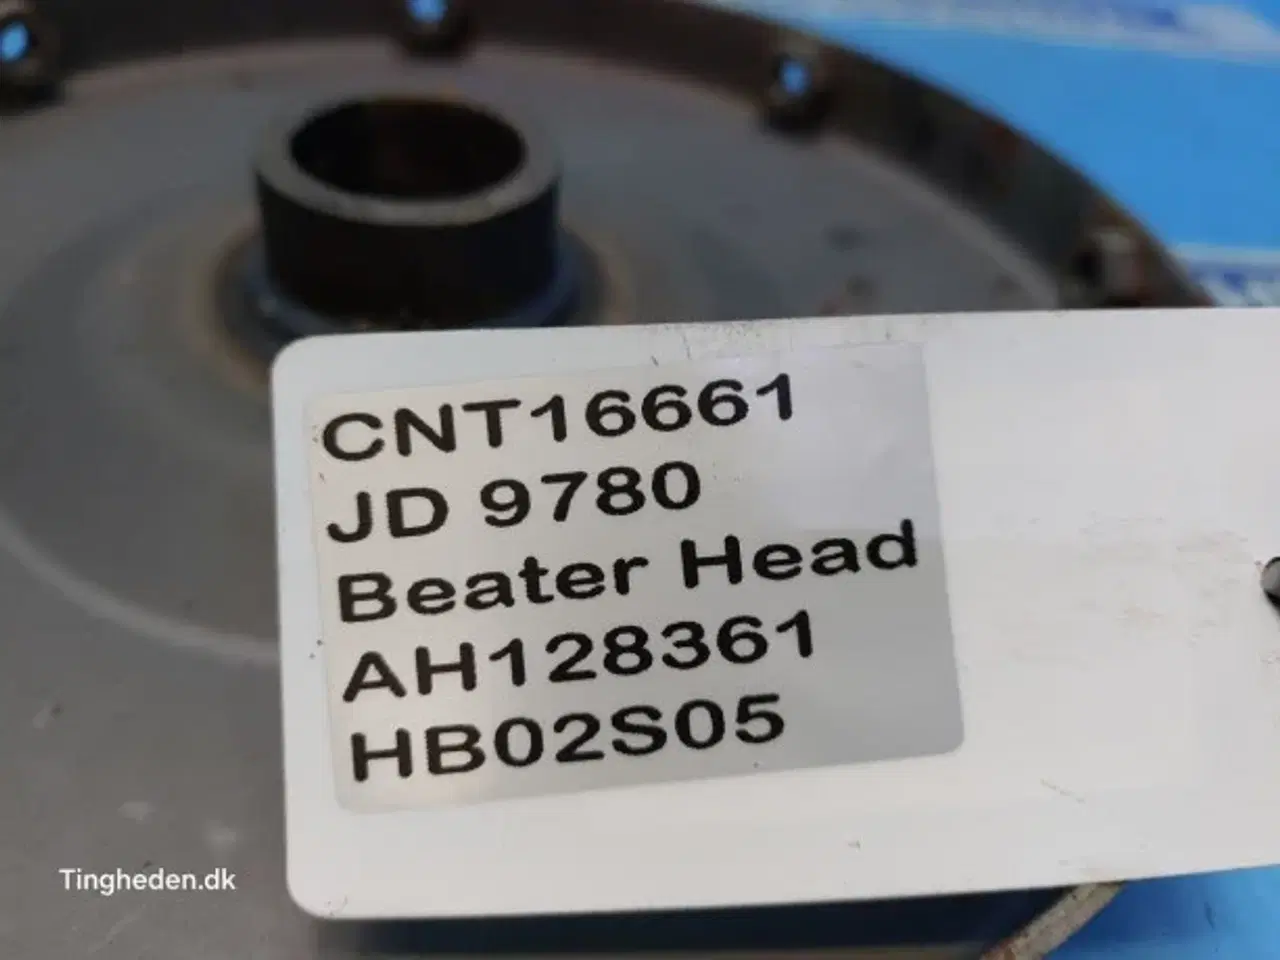 CNT16661
JD 9780
Beater Head
AH128361
HB02S05
Tingheden.dk